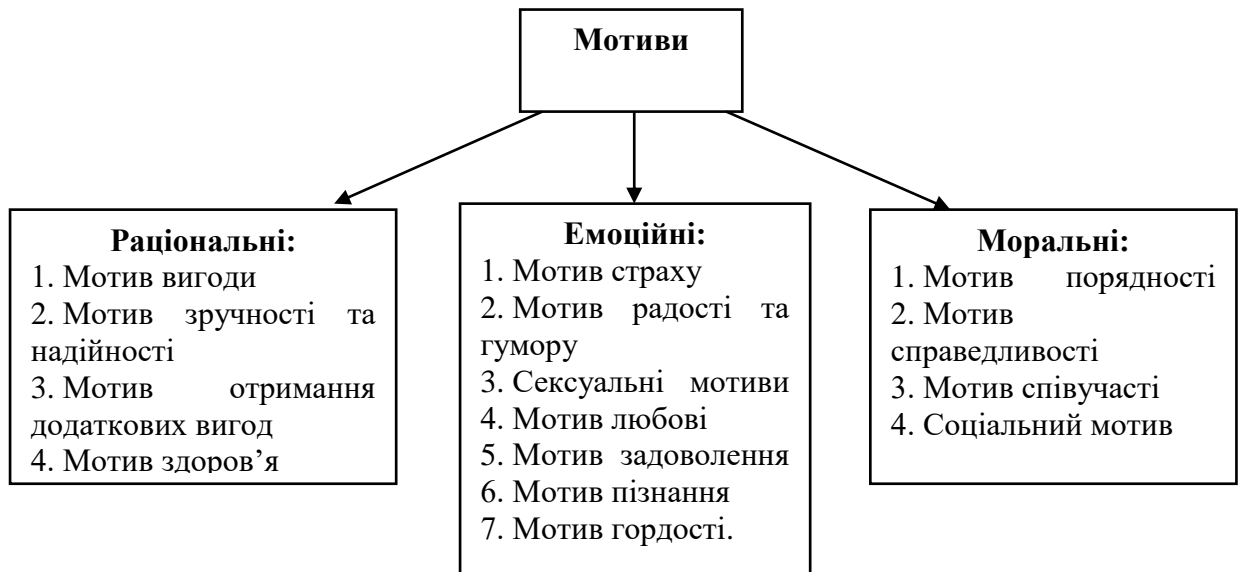 Мотиви
Раціональні:
1. Мотив вигоди
2. Мотив зручності та
надійності
3. Мотив отримання
додаткових вигод
4. Мотив здоров’я
Емоційні:
1. Мотив страху
2. Мотив радості та
гумору
3. Сексуальні мотиви
4. Мотив любові
5. Мотив задоволення
6. Мотив пізнання
7. Мотив гордості.
Моральні:
1. Мотив порядності
2. Мотив
справедливості
3. Мотив співучасті
4. Соціальний мотив